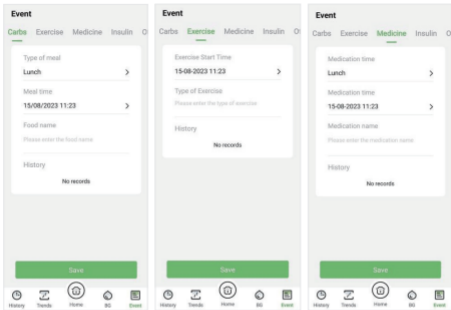 Event
Carbs Exercise Medicine Insulin O
Type of meal
Lunch
Meal time
15/08/2023 11:23
Food name
Please enter the food name
History
No records
Save
History Trends Home BG Event
Event
Carbs Exercise Medicine Insulin O
Exercise Start Time
15-08-2023 11:23
Type of Exercise
Please enter the type of exercise
History
No records
Save
History Trends Home BG Event
Event
Carbs Exercise Medicine Insulin O
Medication time
Lunch
Medication time
15-08-2023 11:23
Medication name
Please enter the medication name
History
No records
Save
History Trends Home BG Event